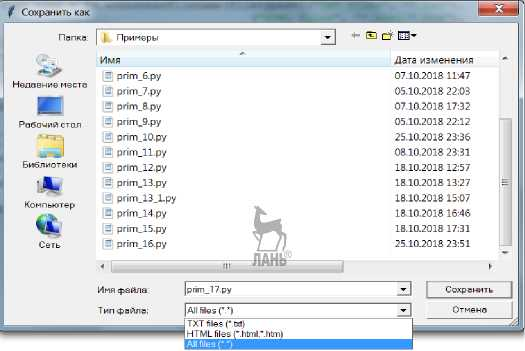 Сохранить как
Папка: Примеры
Имя Дата изменения
Недавние места
Рабочий стол
Библиотеки
Компьютер
Сеть
prim_6.py 07.10.2018 11:47
prim_7.py 05.10.2018 22:03
prim_8.py 07.10.2018 17:32
prim_9.py 05.10.2018 22:12
prim_10.py 25.10.2018 23:36
prim_11.py 08.10.2018 23:31
prim_12.py 18.10.2018 12:57
prim_13.py 18.10.2018 13:27
prim_13_1.py 18.10.2018 15:07
prim_14.py 18.10.2018 16:46
prim_15.py 18.10.2018 15:57
prim_16.py 25.10.2018 23:51
ЛАНЬ®
Имя файла: prim_17.py Сохранить
Тип файла: All files (*.*) Отмена
TXT files (*.txt)
HTML files (*.html;*.htm)
All files (*.*)